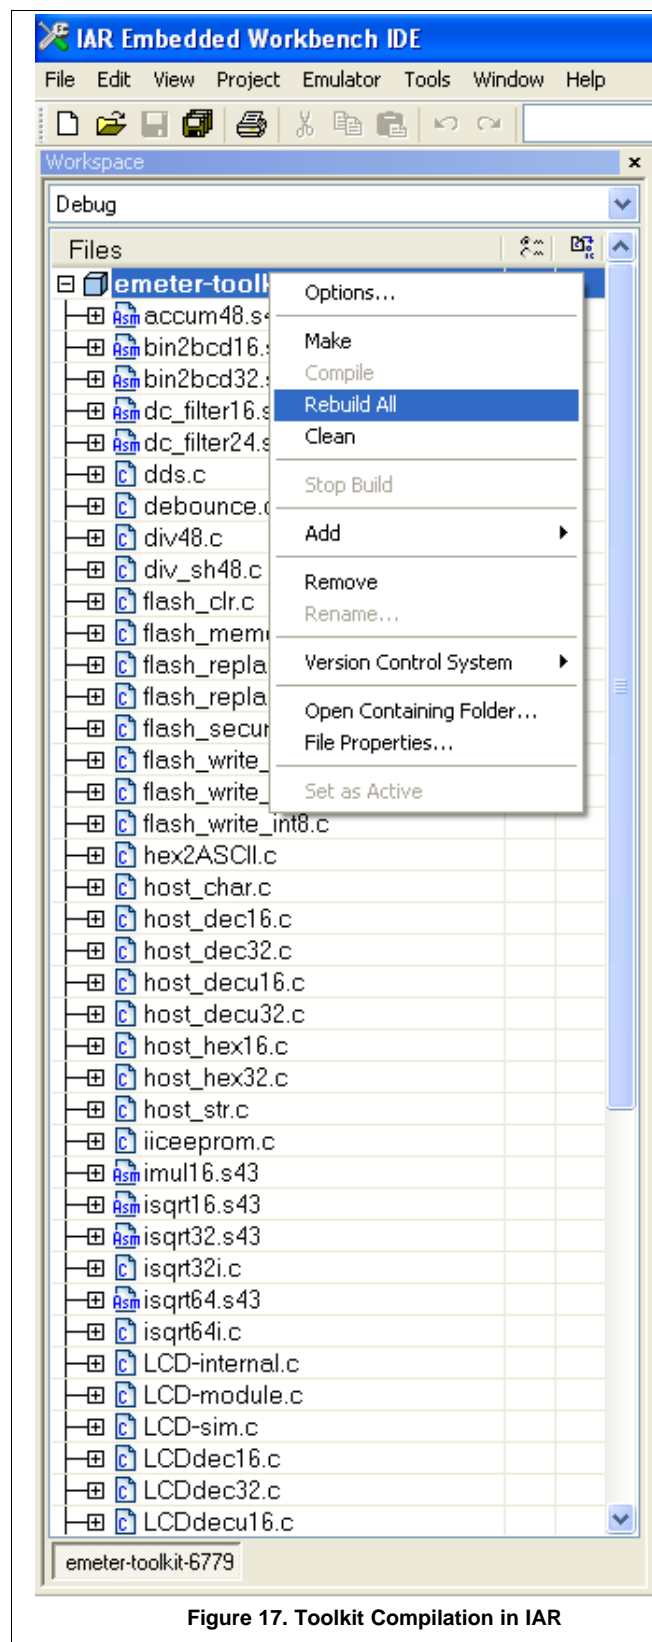 IAR Embedded Workbench IDE
File Edit View Project Emulator Tools Window Help
Workspace
Debug
Files
emeter-toolk
Options...
accum48.s4
Make
bin2bcd16.
Compile
bin2bcd32.
Rebuild All
dc_filter16.s
Clean
dc_filter24.s
dds.c
Stop Build
debounce.c
Add
div48.c
div_sh48.c
Remove
flash_clr.c
Rename...
flash_mem
Version Control System
flash_repla
flash_repla
Open Containing Folder...
flash_secur
File Properties...
flash_write_
Set as Active
flash_write_
flash_write_int8.c
hex2ASCII.c
host_char.c
host_dec16.c
host_dec32.c
host_decu16.c
host_decu32.c
host_hex16.c
host_hex32.c
host_str.c
iiceeprom.c
imul16.s43
isqrt16.s43
isqrt32.s43
isqrt32i.c
isqrt64.s43
isqrt64i.c
LCD-internal.c
LCD-module.c
LCD-sim.c
LCDdec16.c
LCDdec32.c
LCDdecu16.c
emeter-toolkit-6779
Figure 17. Toolkit Compilation in IAR